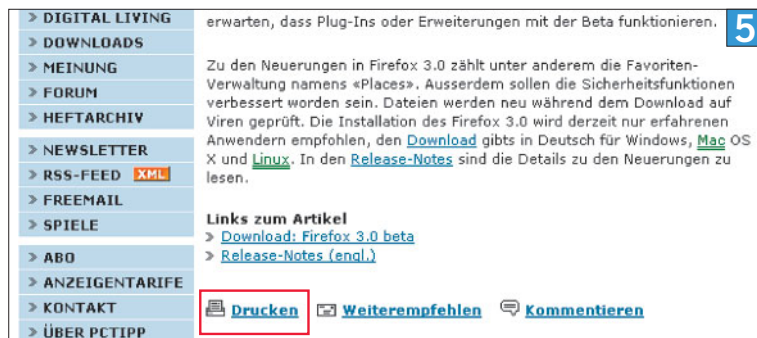 > DIGITAL LIVING
> DOWNLOADS
> MEINUNG
> FORUM
> HEFTARCHIV
> NEWSLETTER
> RSS-FEED XML
> FREEMAIL
> SPIELE
> ABO
> ANZEIGENTARIFE
> KONTAKT
> ÜBER PCTIPP
erwarten, dass Plug-Ins oder Erweiterungen mit der Beta funktionieren.
5
Zu den Neuerungen in Firefox 3.0 zählt unter anderem die Favoriten-
Verwaltung namens «Places». Ausserdem sollen die Sicherheitsfunktionen
verbessert worden sein. Dateien werden neu während dem Download auf
Viren geprüft. Die Installation des Firefox 3.0 wird derzeit nur erfahrenen
Anwendern empfohlen, den Download gibts in Deutsch für Windows, Mac OS
X und Linux. In den Release-Notes sind die Details zu den Neuerungen zu
lesen.
Links zum Artikel
> Download: Firefox 3.0 beta
> Release-Notes (engl.)
Drucken Weiterempfehlen Kommentieren